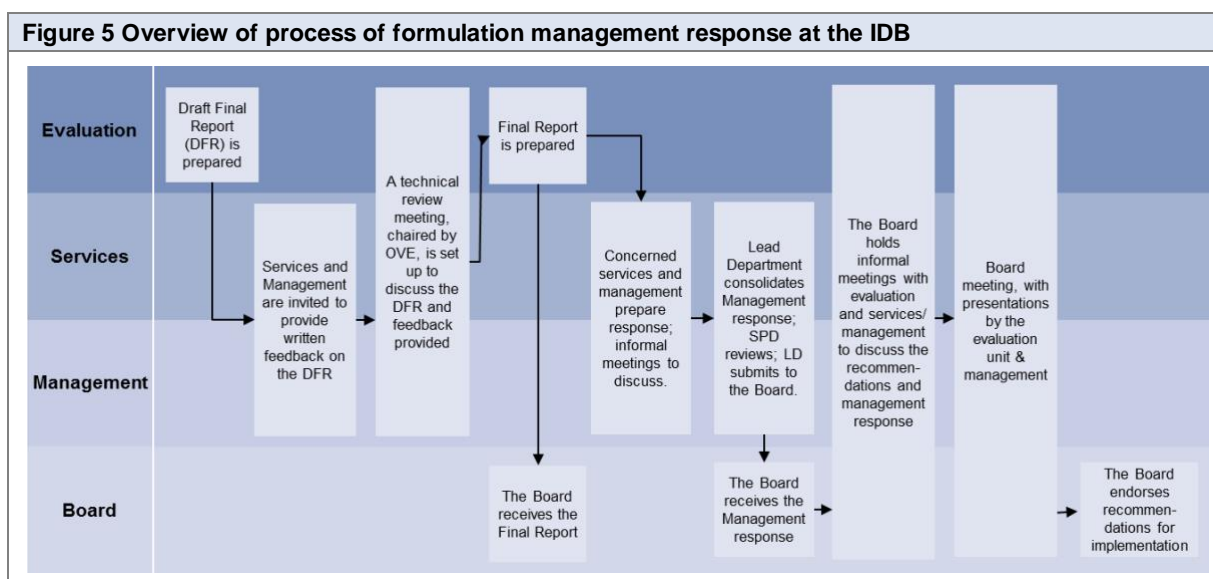 Figure 5 Overview of process of formulation management response at the IDB
Evaluation
Services
Management
Board
Draft Final
Report
(DFR) is
prepared
Services and
Management
are invited to
provide
written
feedback on
the DFR
A technical
review
meeting,
chaired by
OVE, is set
up to
discuss the
DFR and
feedback
provided
Final Report
is prepared
The Board
receives the
Final Report
Concerned
services and
management
prepare
response;
informal
meetings to
discuss.
Lead
Department
consolidates
Management
response;
SPD
reviews; LD
submits to
the Board.
The Board
receives the
Management
response
The Board
holds
informal
meetings with
evaluation
and services/
management
to discuss the
recommen-
dations and
management
response
Board
meeting, with
presentations
by the
evaluation
unit &
management
The Board
endorses
recommen-
dations for
implementation